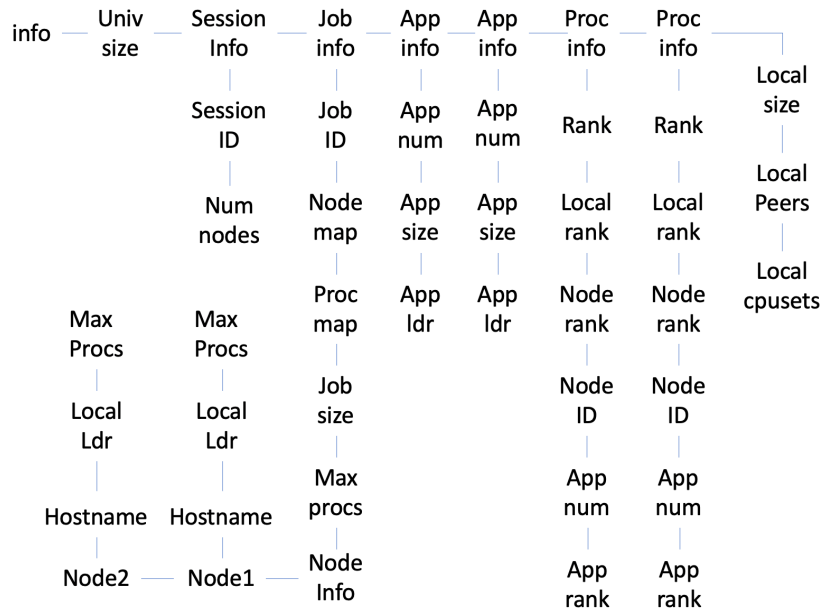 info
Univ
size
Session
Info
Job
info
App
info
App
info
Proc
info
Proc
info
Local
size
Local
Peers
Local
cpusets
Session
ID
Num
nodes
Job
ID
Node
map
Proc
map
Job
size
Max
procs
Node
Info
Node1
Hostname
Local
Ldr
Max
Procs
Node2
Hostname
Local
Ldr
Max
Procs
App
num
App
size
App
ldr
App
num
App
size
App
ldr
Rank
Local
rank
Node
rank
Node
ID
App
num
App
rank
Rank
Local
rank
Node
rank
Node
ID
App
num
App
rank